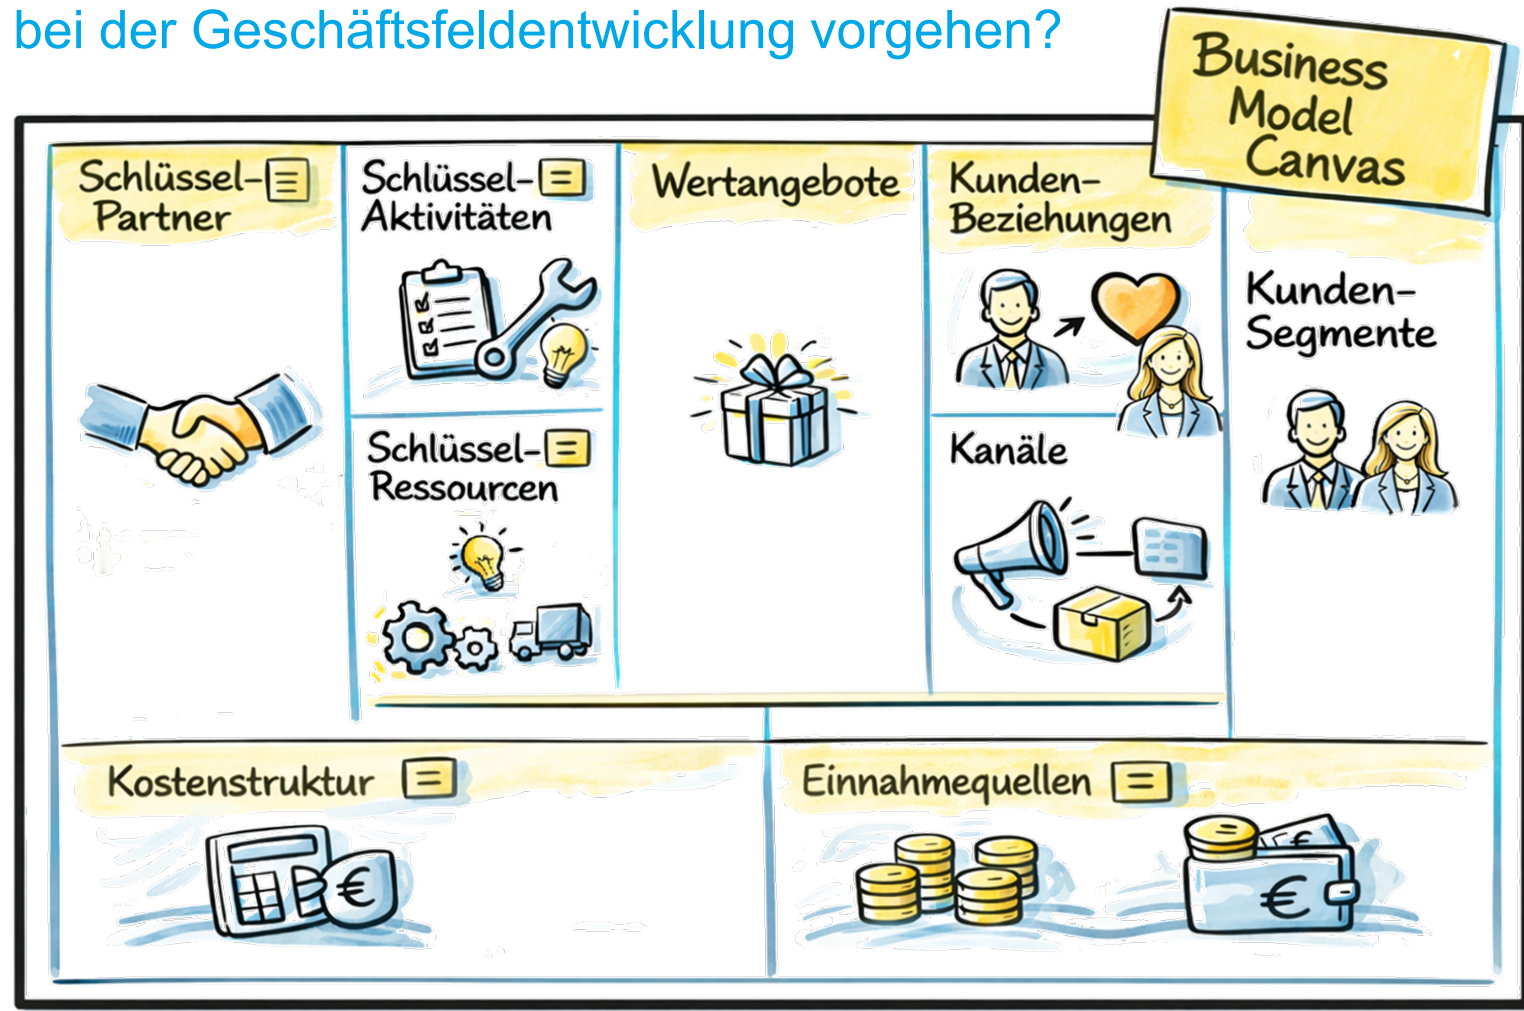 bei der Geschäftsfeldentwicklung vorgehen?
Business
Model
Canvas
Schlüssel-
Partner
Schlüssel-
Aktivitäten
Schlüssel-
Ressourcen
Wertangebote
Kunden-
Beziehungen
Kanäle
Kunden-
Segmente
Kostenstruktur
€
Einnahmequellen
€
€